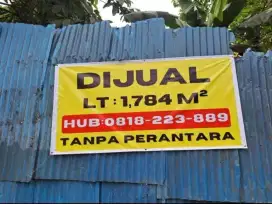 DIJUAL
LT : 1,784 M²
HUB:0818-223-889
TANPA PERANTARA